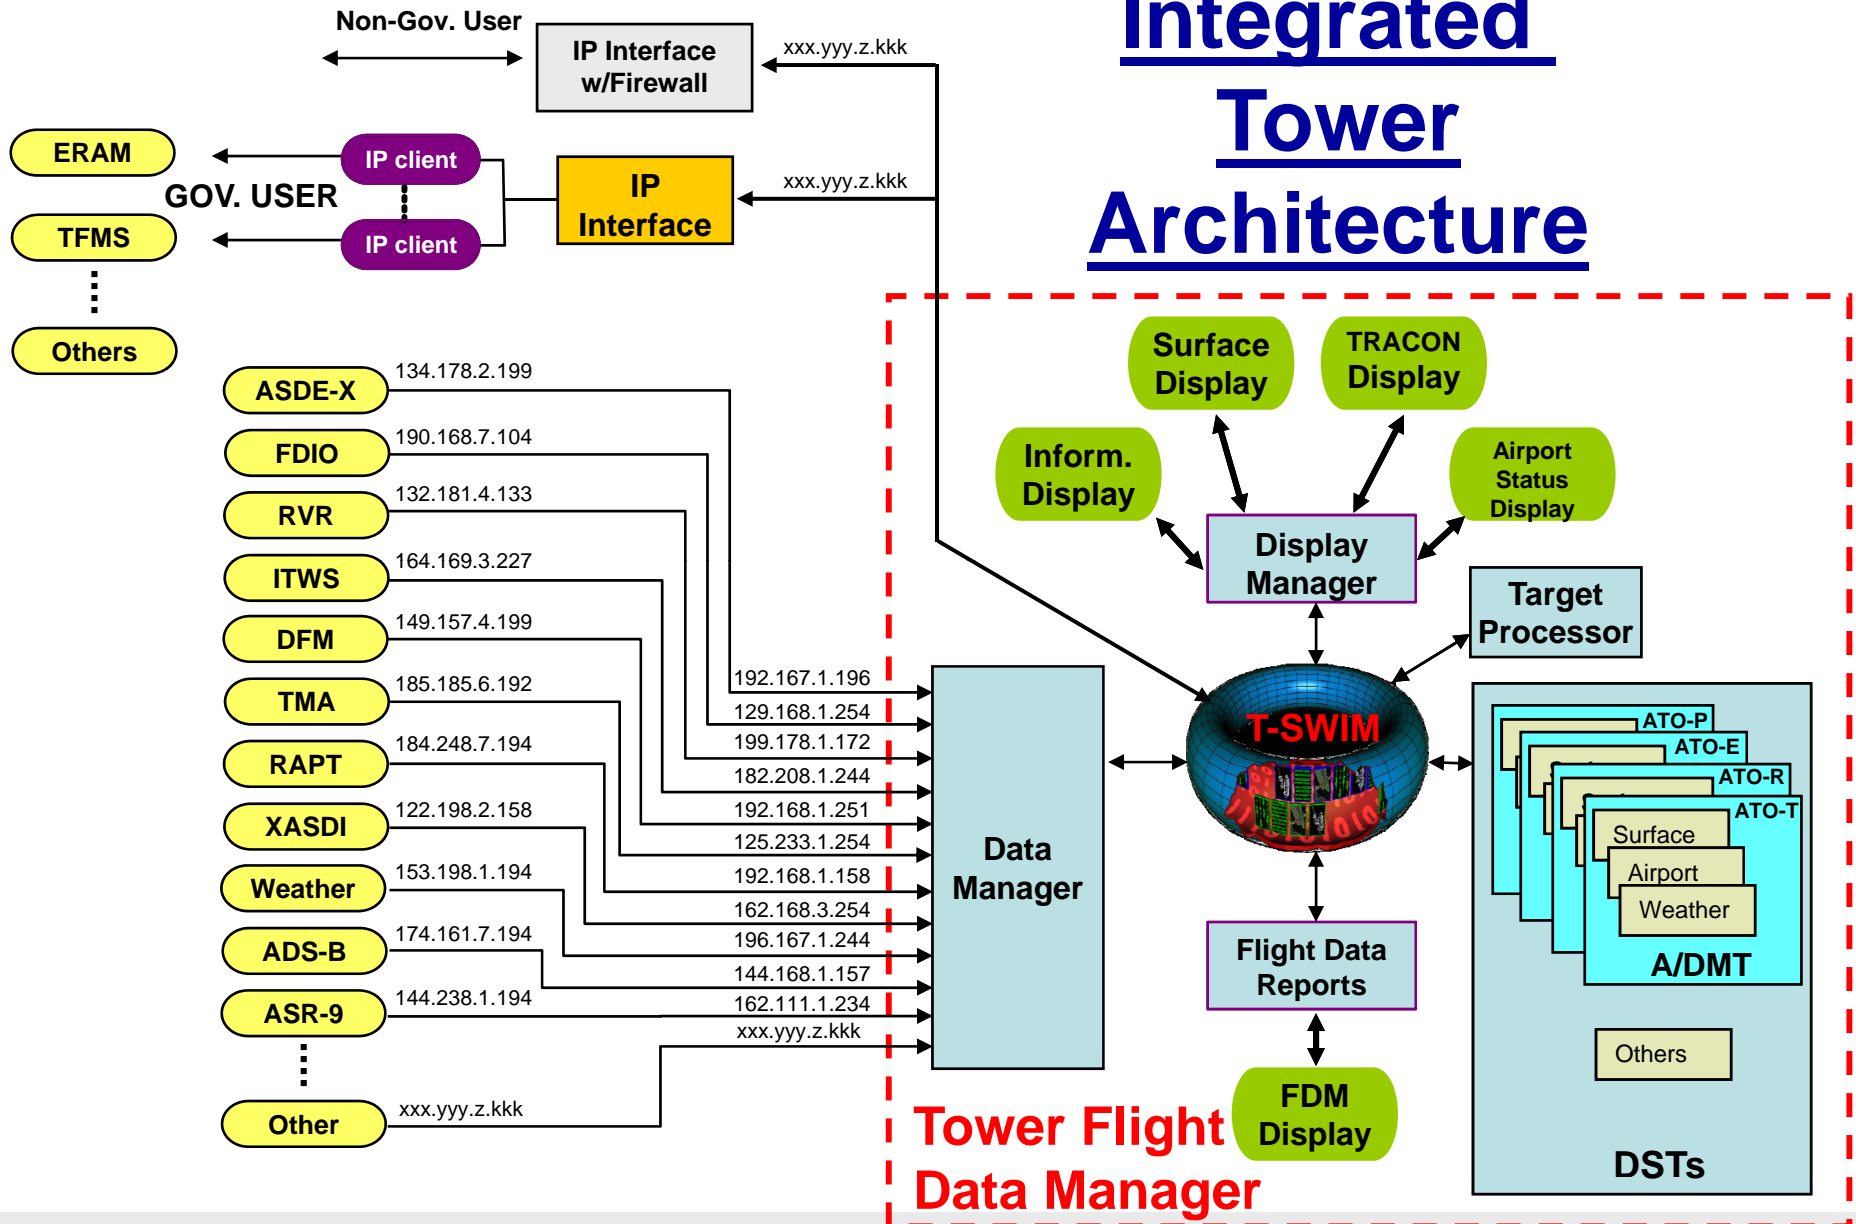 Integrated
Tower
Architecture
Non-Gov. User
IP Interface
w/Firewall
xxx.yyy.z.kkk
ERAM
IP client
GOV. USER
IP
Interface
xxx.yyy.z.kkk
TFMS
IP client
Others
ASDE-X
134.178.2.199
FDIO
190.168.7.104
RVR
132.181.4.133
ITWS
164.169.3.227
DFM
149.157.4.199
TMA
185.185.6.192
RAPT
184.248.7.194
XASDI
122.198.2.158
Weather
153.198.1.194
ADS-B
174.161.7.194
ASR-9
144.238.1.194
Other
xxx.yyy.z.kkk
192.167.1.196
129.168.1.254
199.178.1.172
182.208.1.244
192.168.1.251
125.233.1.254
192.168.1.158
162.168.3.254
196.167.1.244
144.168.1.157
162.111.1.234
xxx.yyy.z.kkk
Data
Manager
Surface
Display
TRACON
Display
Inform.
Display
Airport
Status
Display
Display
Manager
Target
Processor
T-SWIM
Flight Data
Reports
FDM
Display
ATO-P
ATO-E
ATO-R
ATO-T
Surface
Airport
Weather
A/DMT
Others
DSTs
Tower Flight
Data Manager